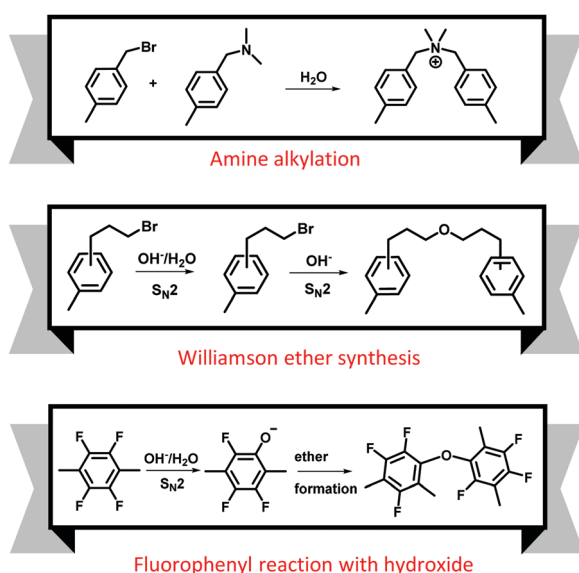 Br
N
+
H₂O
N
⊕
Amine alkylation
Br
OH⁻/H₂O
Sₙ2
Br
OH⁻
Sₙ2
O
Williamson ether synthesis
F F
F F
OH⁻/H₂O
Sₙ2
F O⁻
F F
ether
formation
F F O F F
F F
Fluorophenyl reaction with hydroxide